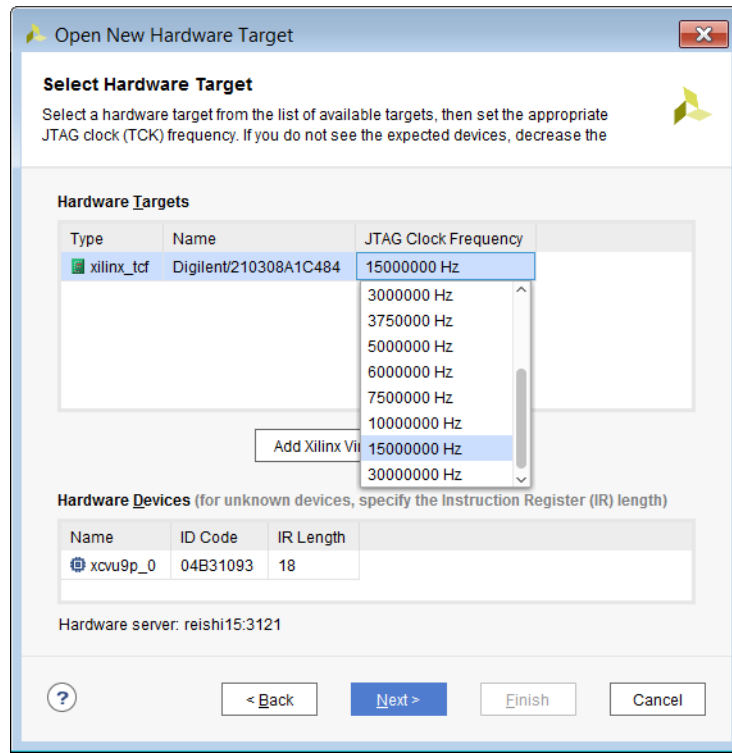 Open New Hardware Target
Select Hardware Target
Select a hardware target from the list of available targets, then set the appropriate
JTAG clock (TCK) frequency. If you do not see the expected devices, decrease the
Hardware Targets
Type Name JTAG Clock Frequency
xilinx_tcf Digilent/210308A1C484 15000000 Hz
3000000 Hz
3750000 Hz
5000000 Hz
6000000 Hz
7500000 Hz
10000000 Hz
Add Xilinx Vi 15000000 Hz
30000000 Hz
Hardware Devices (for unknown devices, specify the Instruction Register (IR) length)
Name ID Code IR Length
xcvu9p_0 04B31093 18
Hardware server: reishi15:3121
? < Back Next > Finish Cancel